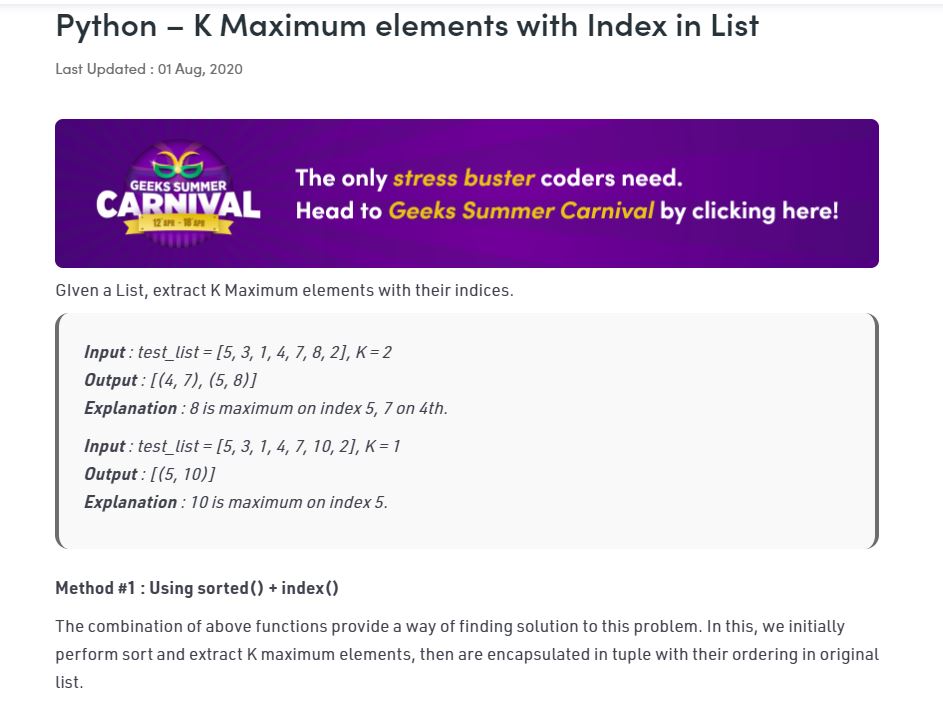 Python – K Maximum elements with Index in List
Last Updated : 01 Aug, 2020
GEEKS SUMMER
CARNIVAL
12 APR - 18 APR
The only stress buster coders need.
Head to Geeks Summer Carnival by clicking here!
GIven a List, extract K Maximum elements with their indices.
Input : test_list = [5, 3, 1, 4, 7, 8, 2], K = 2
Output : [(4, 7), (5, 8)]
Explanation : 8 is maximum on index 5, 7 on 4th.
Input : test_list = [5, 3, 1, 4, 7, 10, 2], K = 1
Output : [(5, 10)]
Explanation : 10 is maximum on index 5.
Method #1 : Using sorted() + index()
The combination of above functions provide a way of finding solution to this problem. In this, we initially
perform sort and extract K maximum elements, then are encapsulated in tuple with their ordering in original
list.